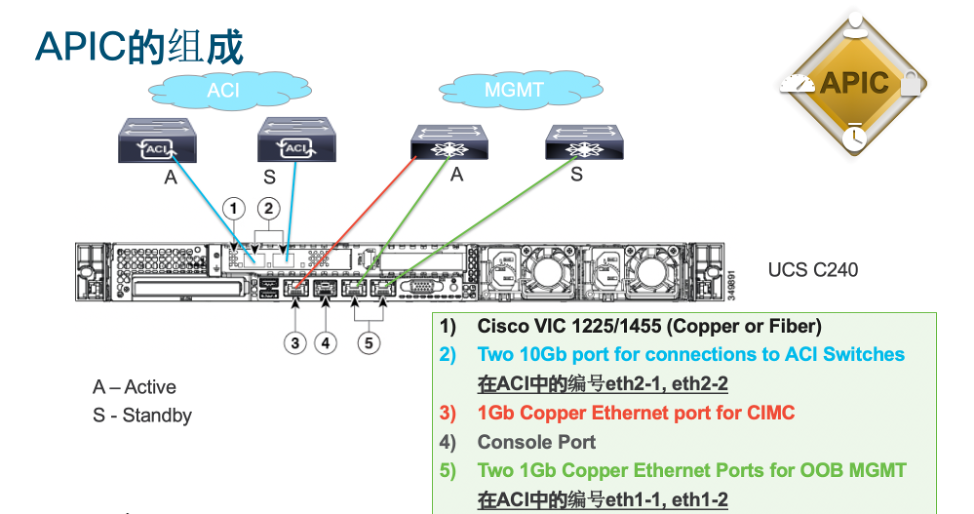 APIC的组成
ACI
MGMT
APIC
ACI
ACI
A
S
A
S
1
2
UCS C240
349891
3
4
5
A – Active
S - Standby
1) Cisco VIC 1225/1455 (Copper or Fiber)
2) Two 10Gb port for connections to ACI Switches
在ACI中的编号eth2-1, eth2-2
3) 1Gb Copper Ethernet port for CIMC
4) Console Port
5) Two 1Gb Copper Ethernet Ports for OOB MGMT
在ACI中的编号eth1-1, eth1-2